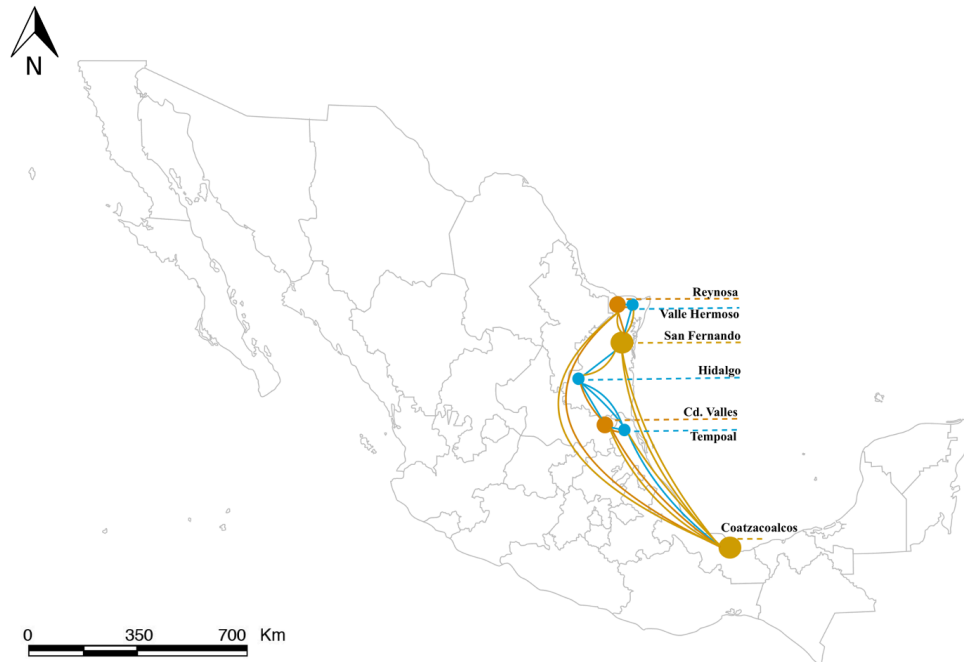 N
Reynosa
Valle Hermoso
San Fernando
Hidalgo
Cd. Valles
Tempoal
Coatzacoalcos
0 350 700 Km